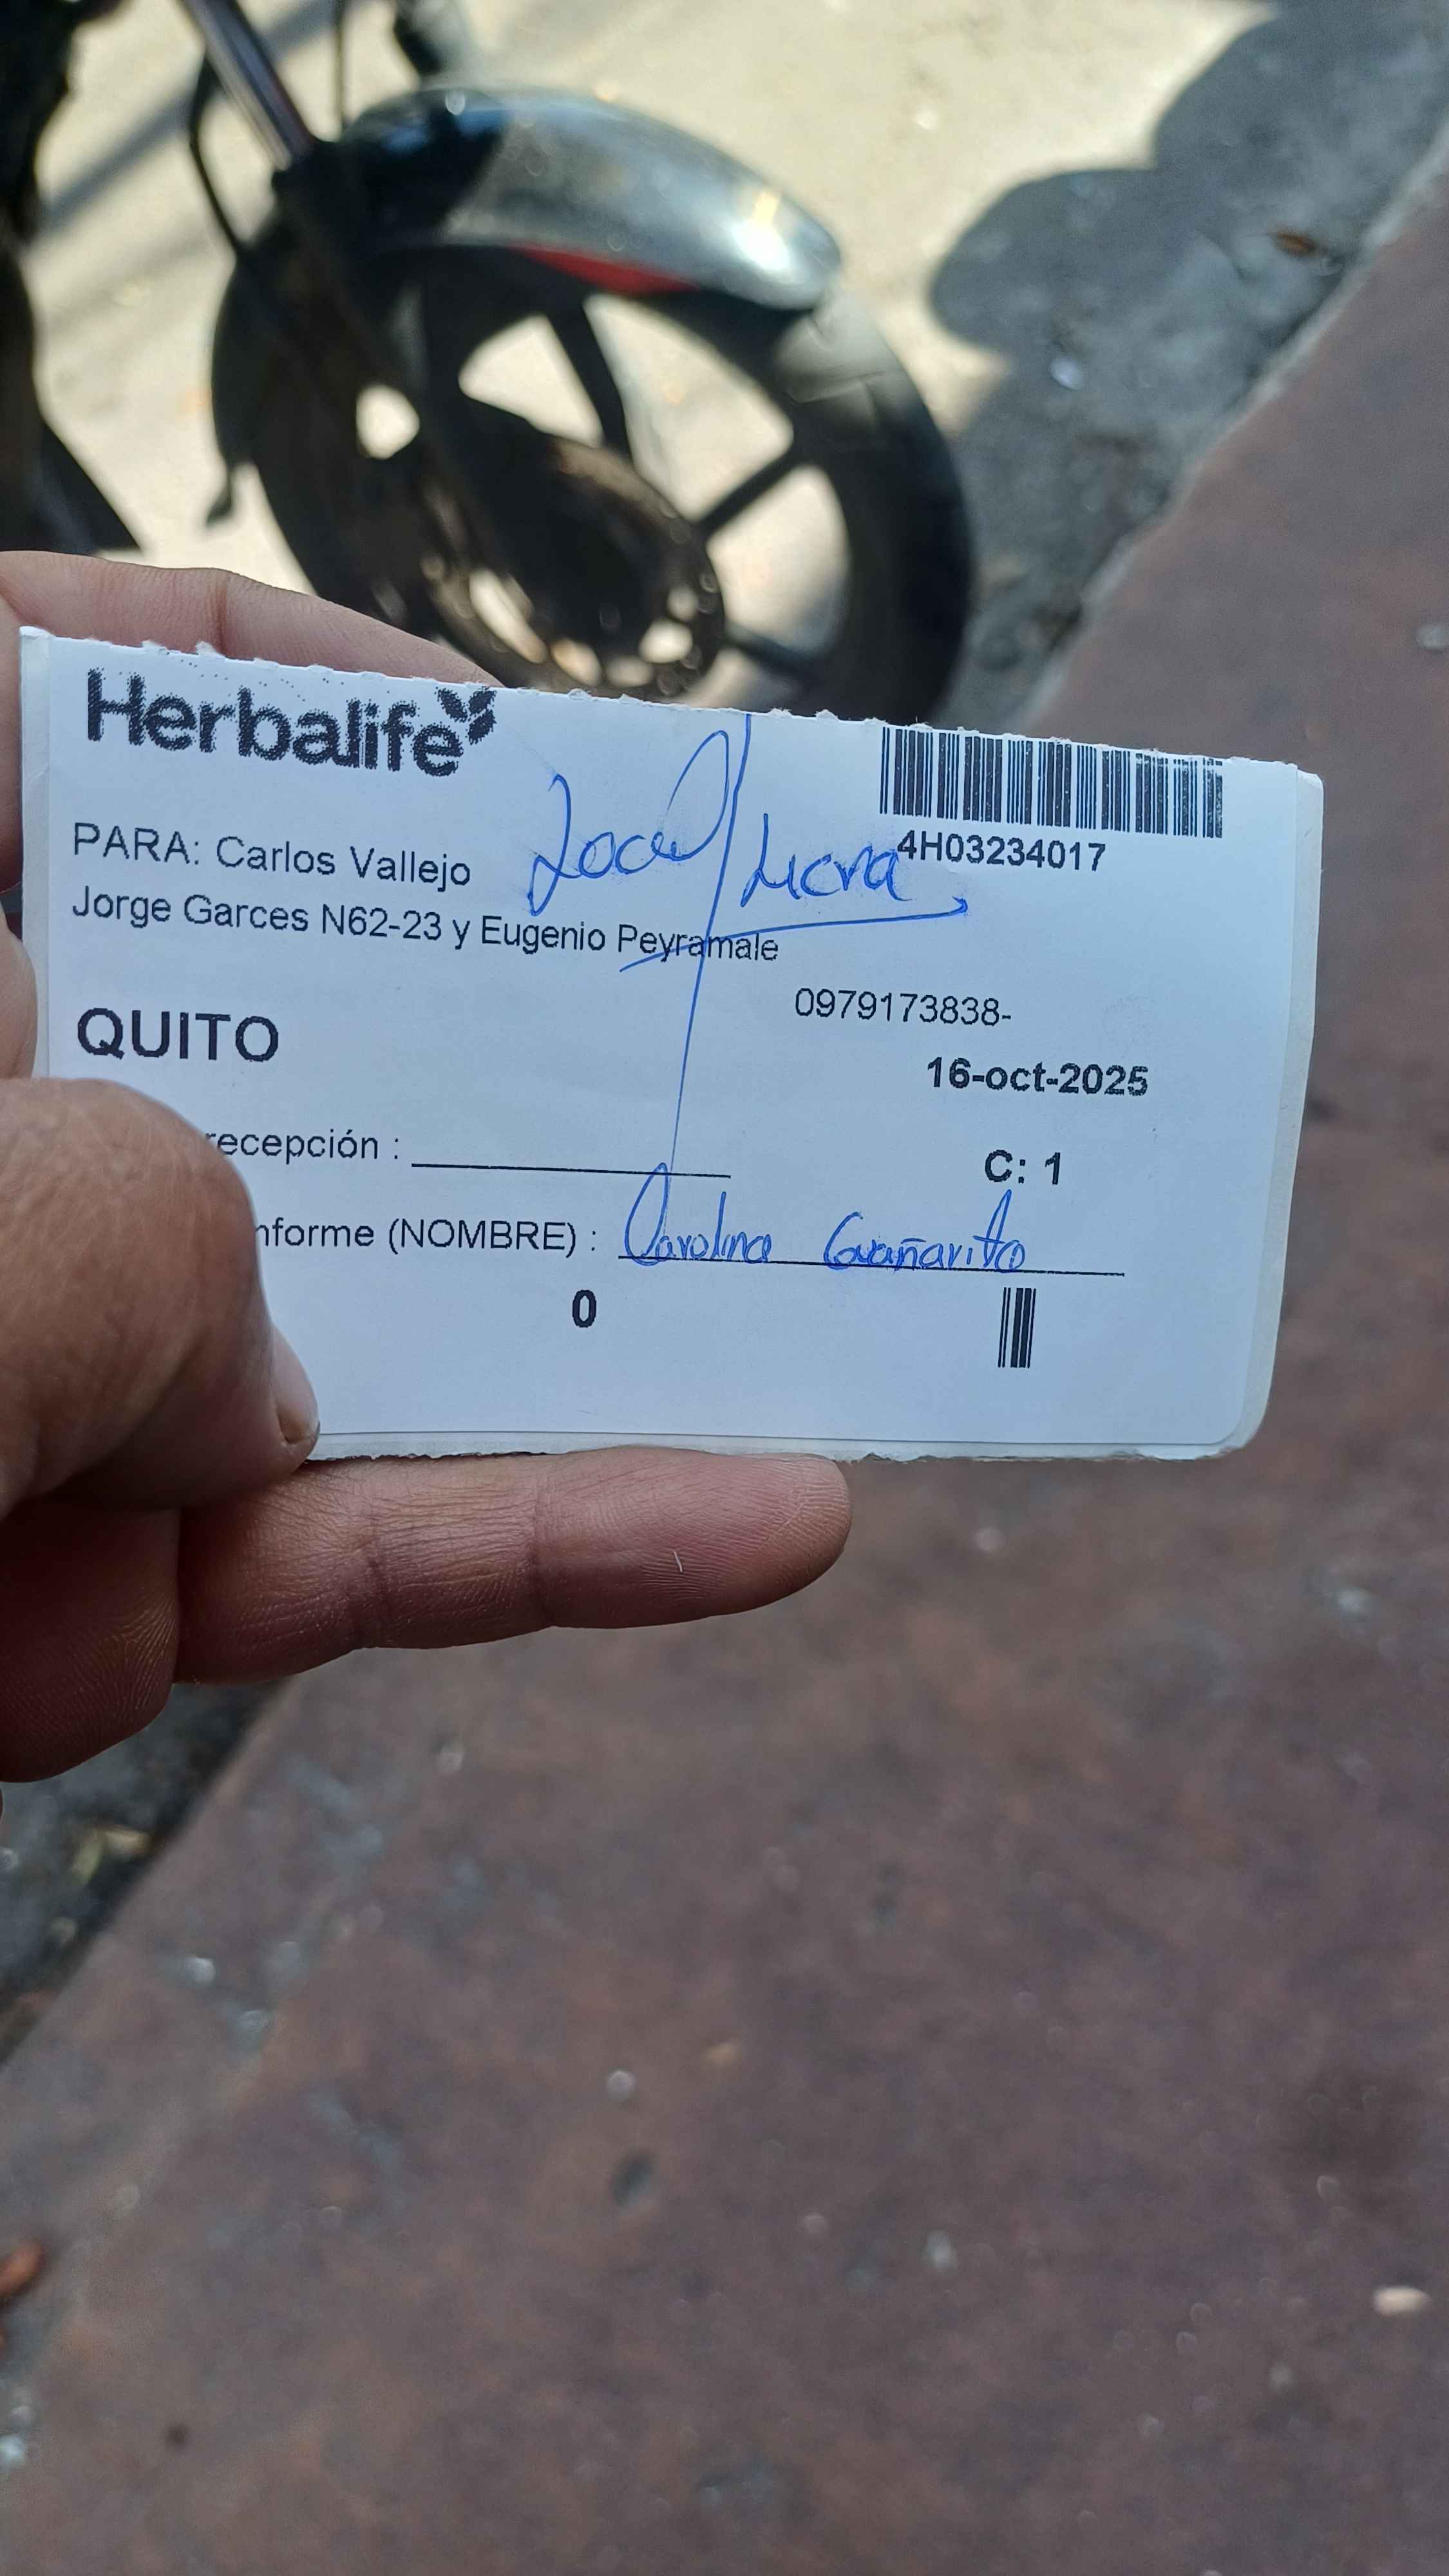 Herbalife
4H03234017
PARA: Carlos Vallejo
Jorge Garces N62-23 y Eugenio Peyramale
0979173838-
QUITO
16-oct-2025
recepción :
C: 1
nforme (NOMBRE) : Carolina Guañarito
0